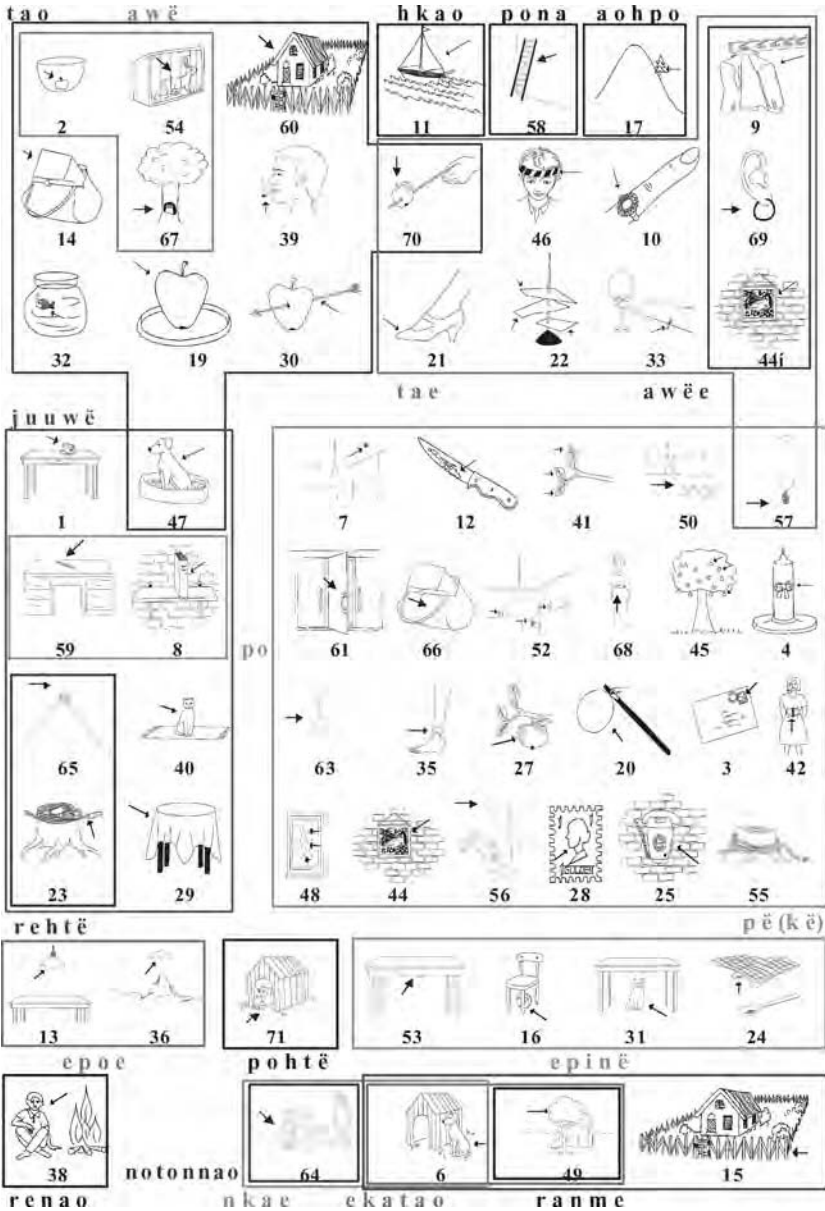 tao awë hkao pona aohpo
2 54 60 11 58 17 9
14 67 39 70 46 10 69
32 19 30 21 22 33 44i
tae awëe
juuwë
1 47 7 12 41 50 57
59 8 po 61 66 52 68 45 4
65 40 63 35 27 20 3 42
23 29 48 44 56 28 25 55
rehtë pë(kë)
13 36 71 53 16 31 24
epoe pohtë epinë
38 notonnao 64 6 49 15
renao nkae ekatao ranme